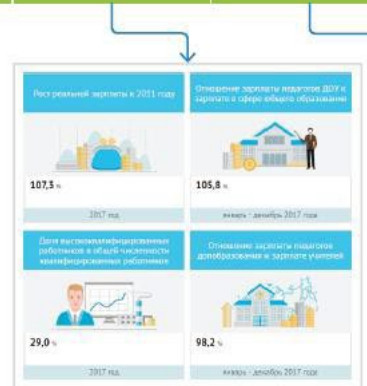 Рост реальной зарплаты к 2011 году
107,3 %
2017 год
Отношение зарплаты педагогов ДОУ к
зарплате в сфере общего образования
105,8 %
январь - декабрь 2017 года
Доля высококвалифицированных
работников в общей численности
квалифицированных работников
29,0 %
2017 год
Отношение зарплаты педагогов
допобразования к зарплате учителей
98,2 %
январь - декабрь 2017 года